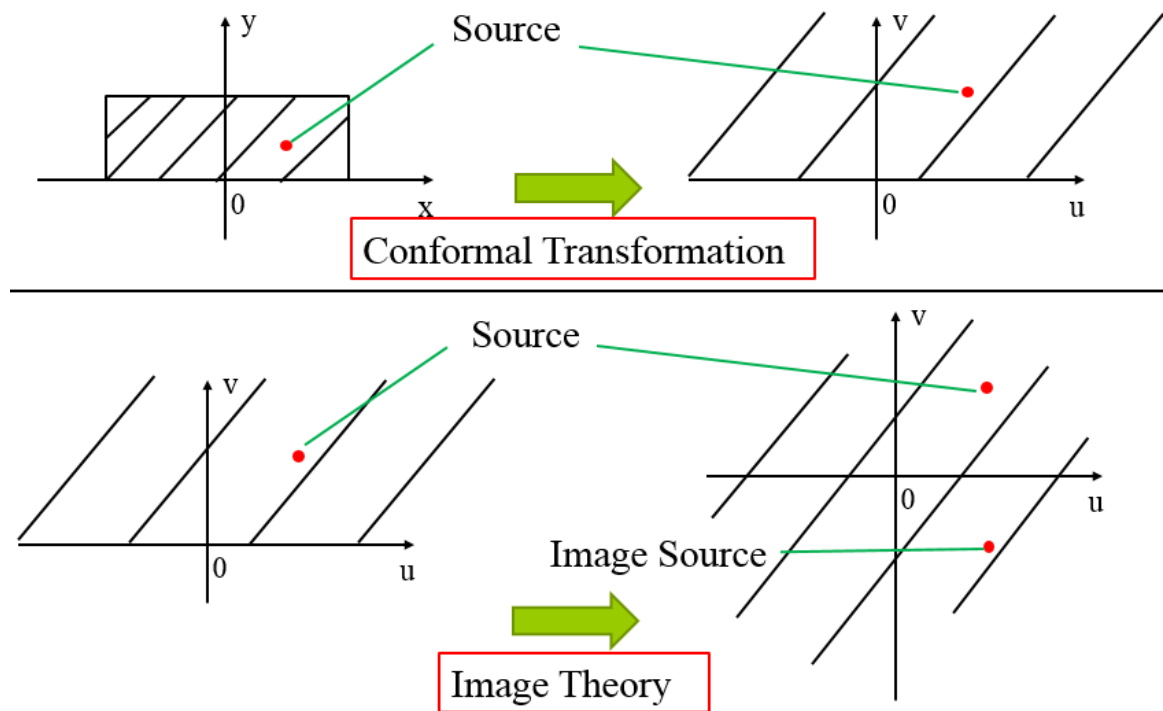 y
Source
v
0
x
0
u
Conformal Transformation
v
Source
v
0
u
0
u
Image Source
Image Theory